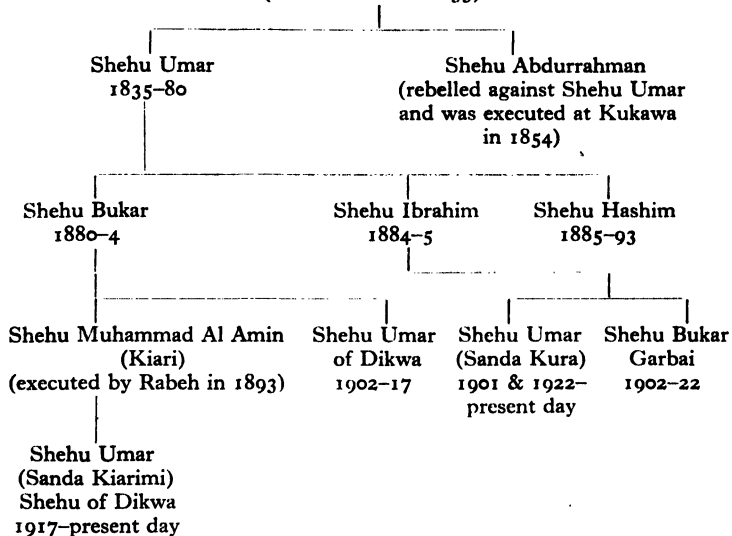 Shehu Umar
1835–80
Shehu Abdurrahman
(rebelled against Shehu Umar
and was executed at Kukawa
in 1854)
Shehu Bukar
1880–4
Shehu Ibrahim
1884–5
Shehu Hashim
1885–93
Shehu Muhammad Al Amin
(Kiari)
(executed by Rabeh in 1893)
Shehu Umar
of Dikwa
1902–17
Shehu Umar
(Sanda Kura)
1901 & 1922–
present day
Shehu Bukar
Garbai
1902–22
Shehu Umar
(Sanda Kiarimi)
Shehu of Dikwa
1917–present day